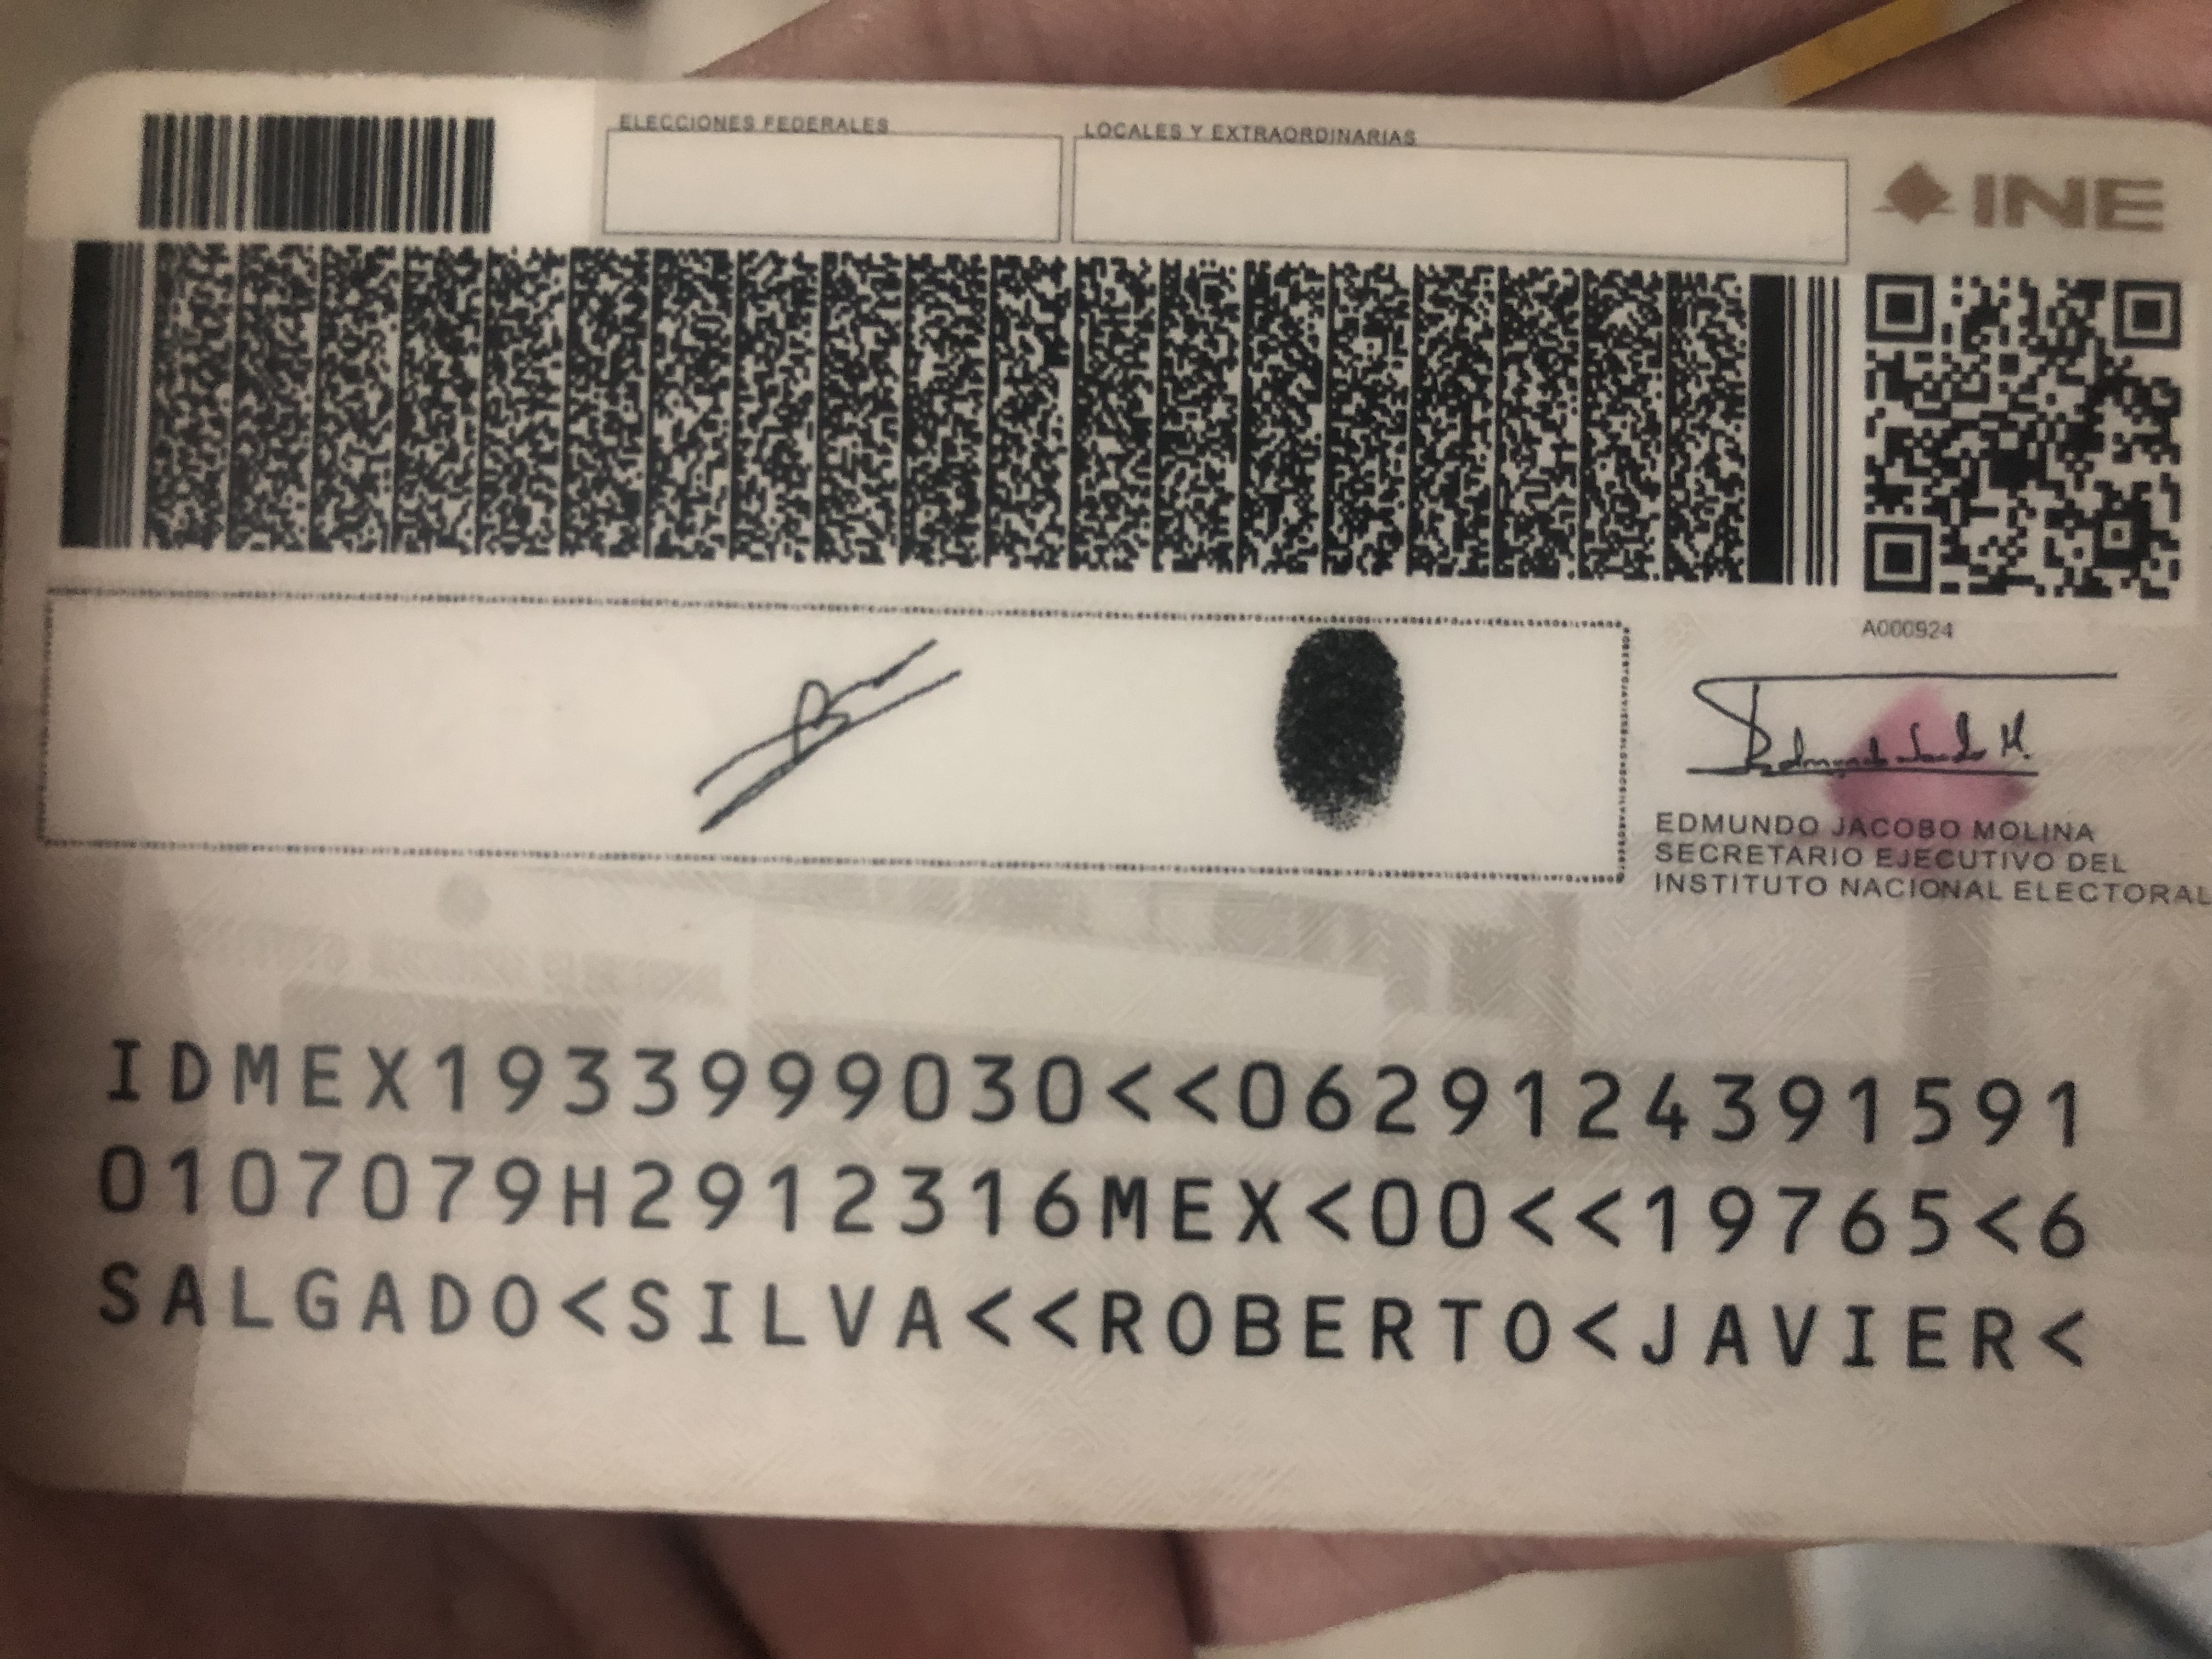 ELECCIONES FEDERALES
LOCALES Y EXTRAORDINARIAS
INE
A000924
EDMUNDO JACOBO MOLINA
SECRETARIO EJECUTIVO DEL
INSTITUTO NACIONAL ELECTORAL
IDMEX1933999030<<0629124391591
0107079H2912316MEX<00<<19765<6
SALGADO<SILVA<<ROBERTO<JAVIER<